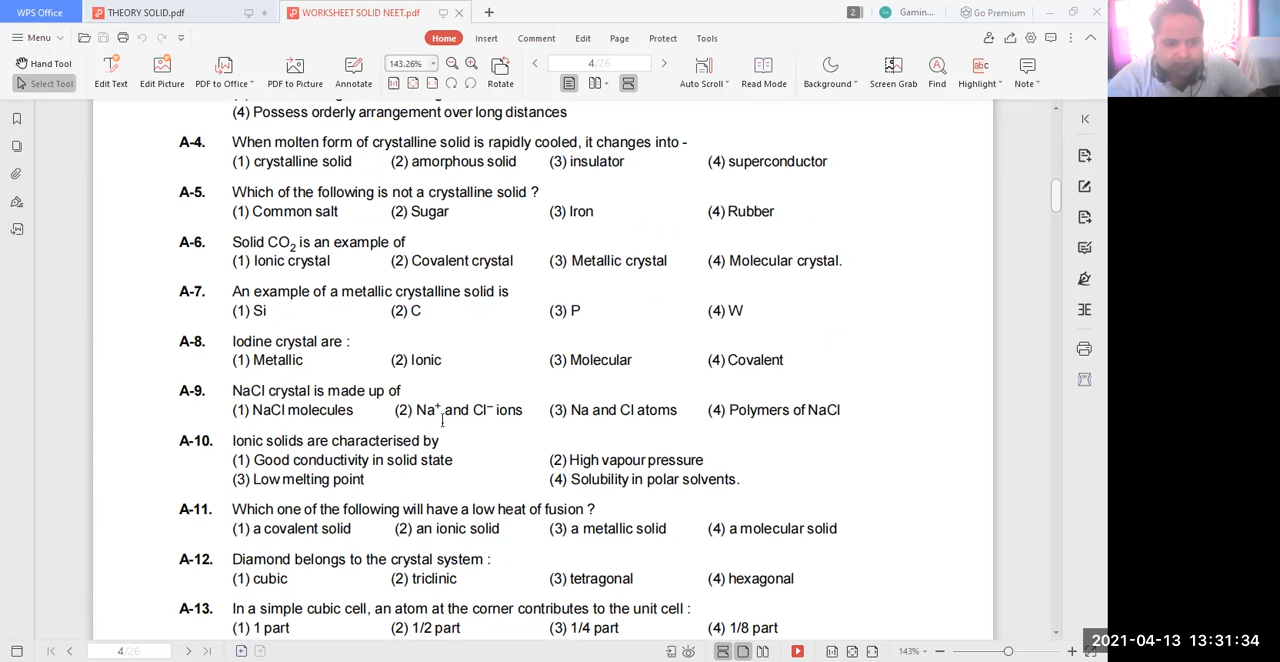 WPS Office
THEORY SOLID.pdf
WORKSHEET SOLID NEET.pdf
2
Gamin...
Go Premium
Menu
Home
Insert
Comment
Edit
Page
Protect
Tools
Hand Tool
Select Tool
Edit Text
Edit Picture
PDF to Office
PDF to Picture
Annotate
143.26%
Rotate
4/26
Auto Scroll
Read Mode
Background
Screen Grab
Find
Highlight
Note
(4) Possess orderly arrangement over long distances
A-4. When molten form of crystalline solid is rapidly cooled, it changes into -
(1) crystalline solid (2) amorphous solid (3) insulator (4) superconductor
A-5. Which of the following is not a crystalline solid ?
(1) Common salt (2) Sugar (3) Iron (4) Rubber
A-6. Solid CO2 is an example of
(1) Ionic crystal (2) Covalent crystal (3) Metallic crystal (4) Molecular crystal.
A-7. An example of a metallic crystalline solid is
(1) Si (2) C (3) P (4) W
A-8. Iodine crystal are :
(1) Metallic (2) Ionic (3) Molecular (4) Covalent
A-9. NaCl crystal is made up of
(1) NaCl molecules (2) Na+ and Cl– ions (3) Na and Cl atoms (4) Polymers of NaCl
A-10. Ionic solids are characterised by
(1) Good conductivity in solid state (2) High vapour pressure
(3) Low melting point (4) Solubility in polar solvents.
A-11. Which one of the following will have a low heat of fusion ?
(1) a covalent solid (2) an ionic solid (3) a metallic solid (4) a molecular solid
A-12. Diamond belongs to the crystal system :
(1) cubic (2) triclinic (3) tetragonal (4) hexagonal
A-13. In a simple cubic cell, an atom at the corner contributes to the unit cell :
(1) 1 part (2) 1/2 part (3) 1/4 part (4) 1/8 part
4/26
143%
2021-04-13 13:31:34